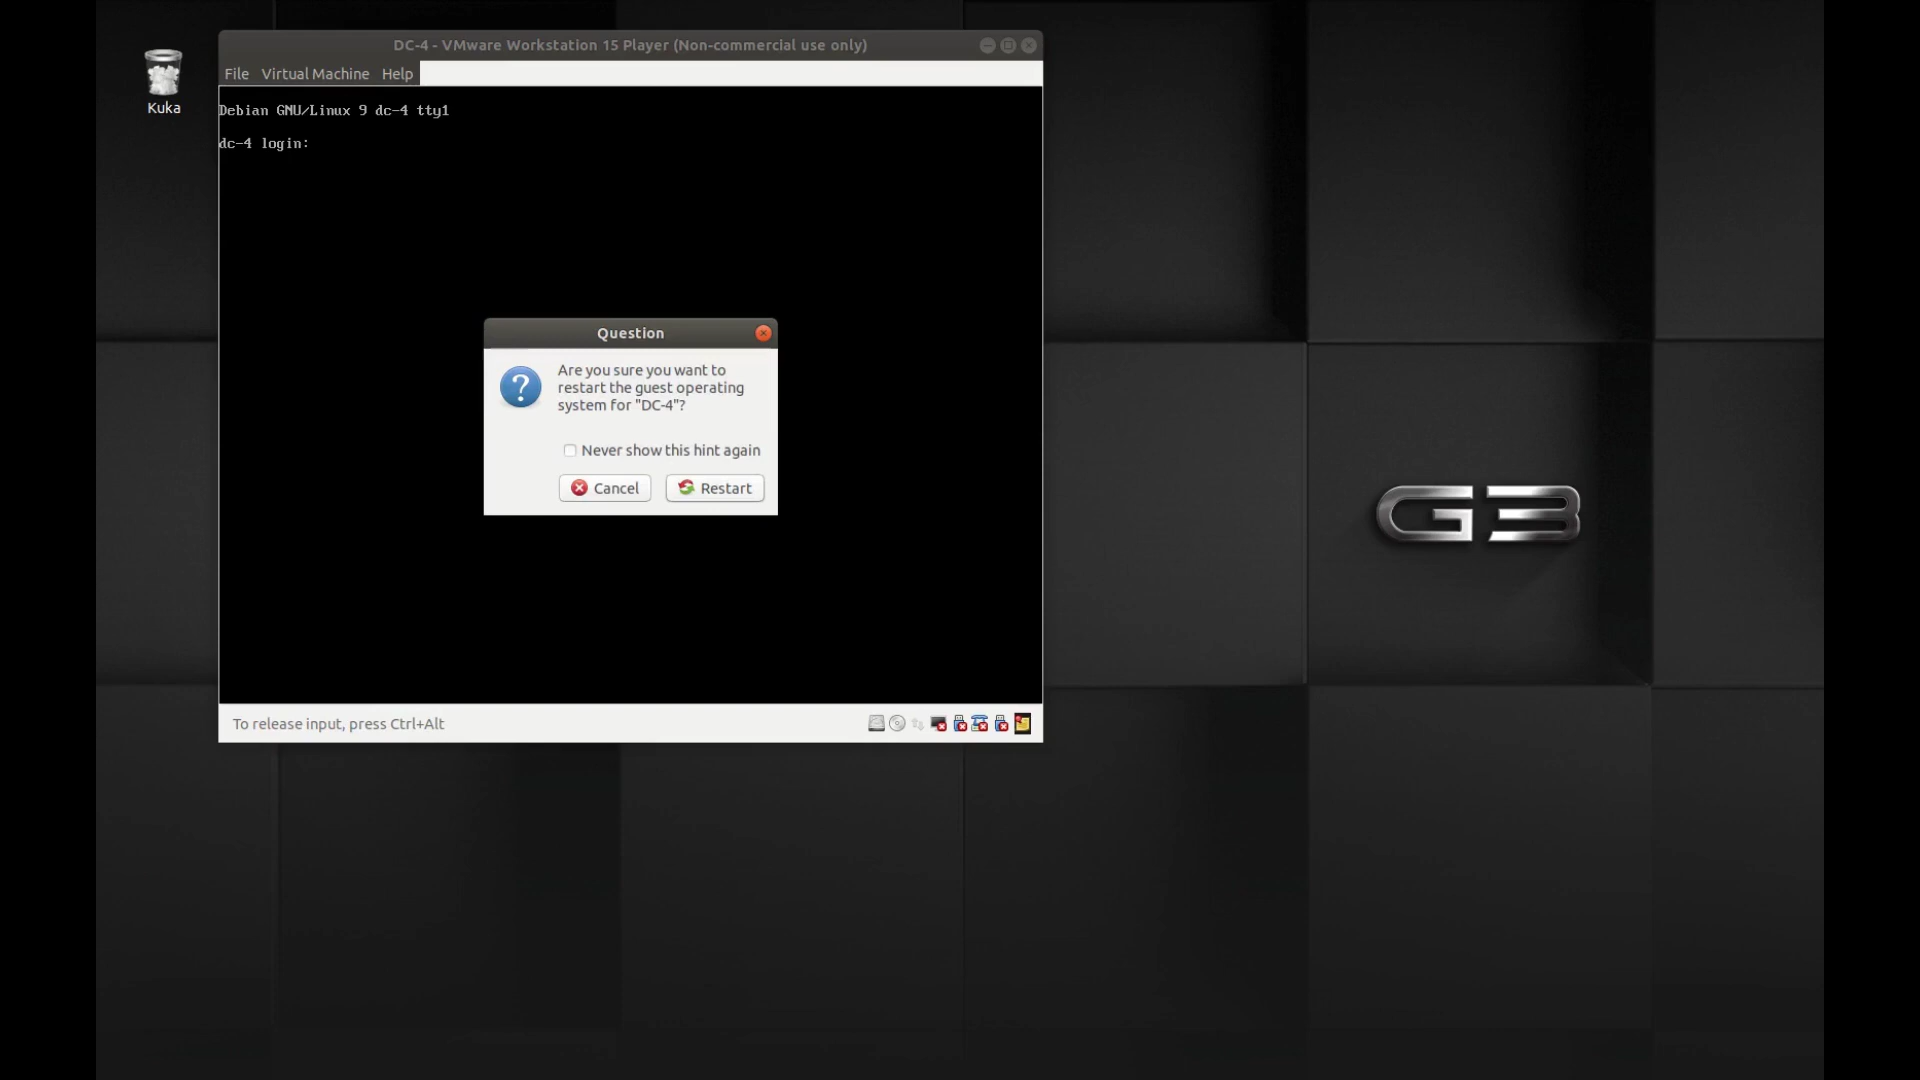 DC-4 - VMware Workstation 15 Player (Non-commercial use only)
File Virtual Machine Help
Kuka
Debian GNU/Linux 9 dc-4 tty1
dc-4 login:
Question
Are you sure you want to
restart the guest operating
system for "DC-4"?
Never show this hint again
Cancel Restart
G3
To release input, press Ctrl+Alt